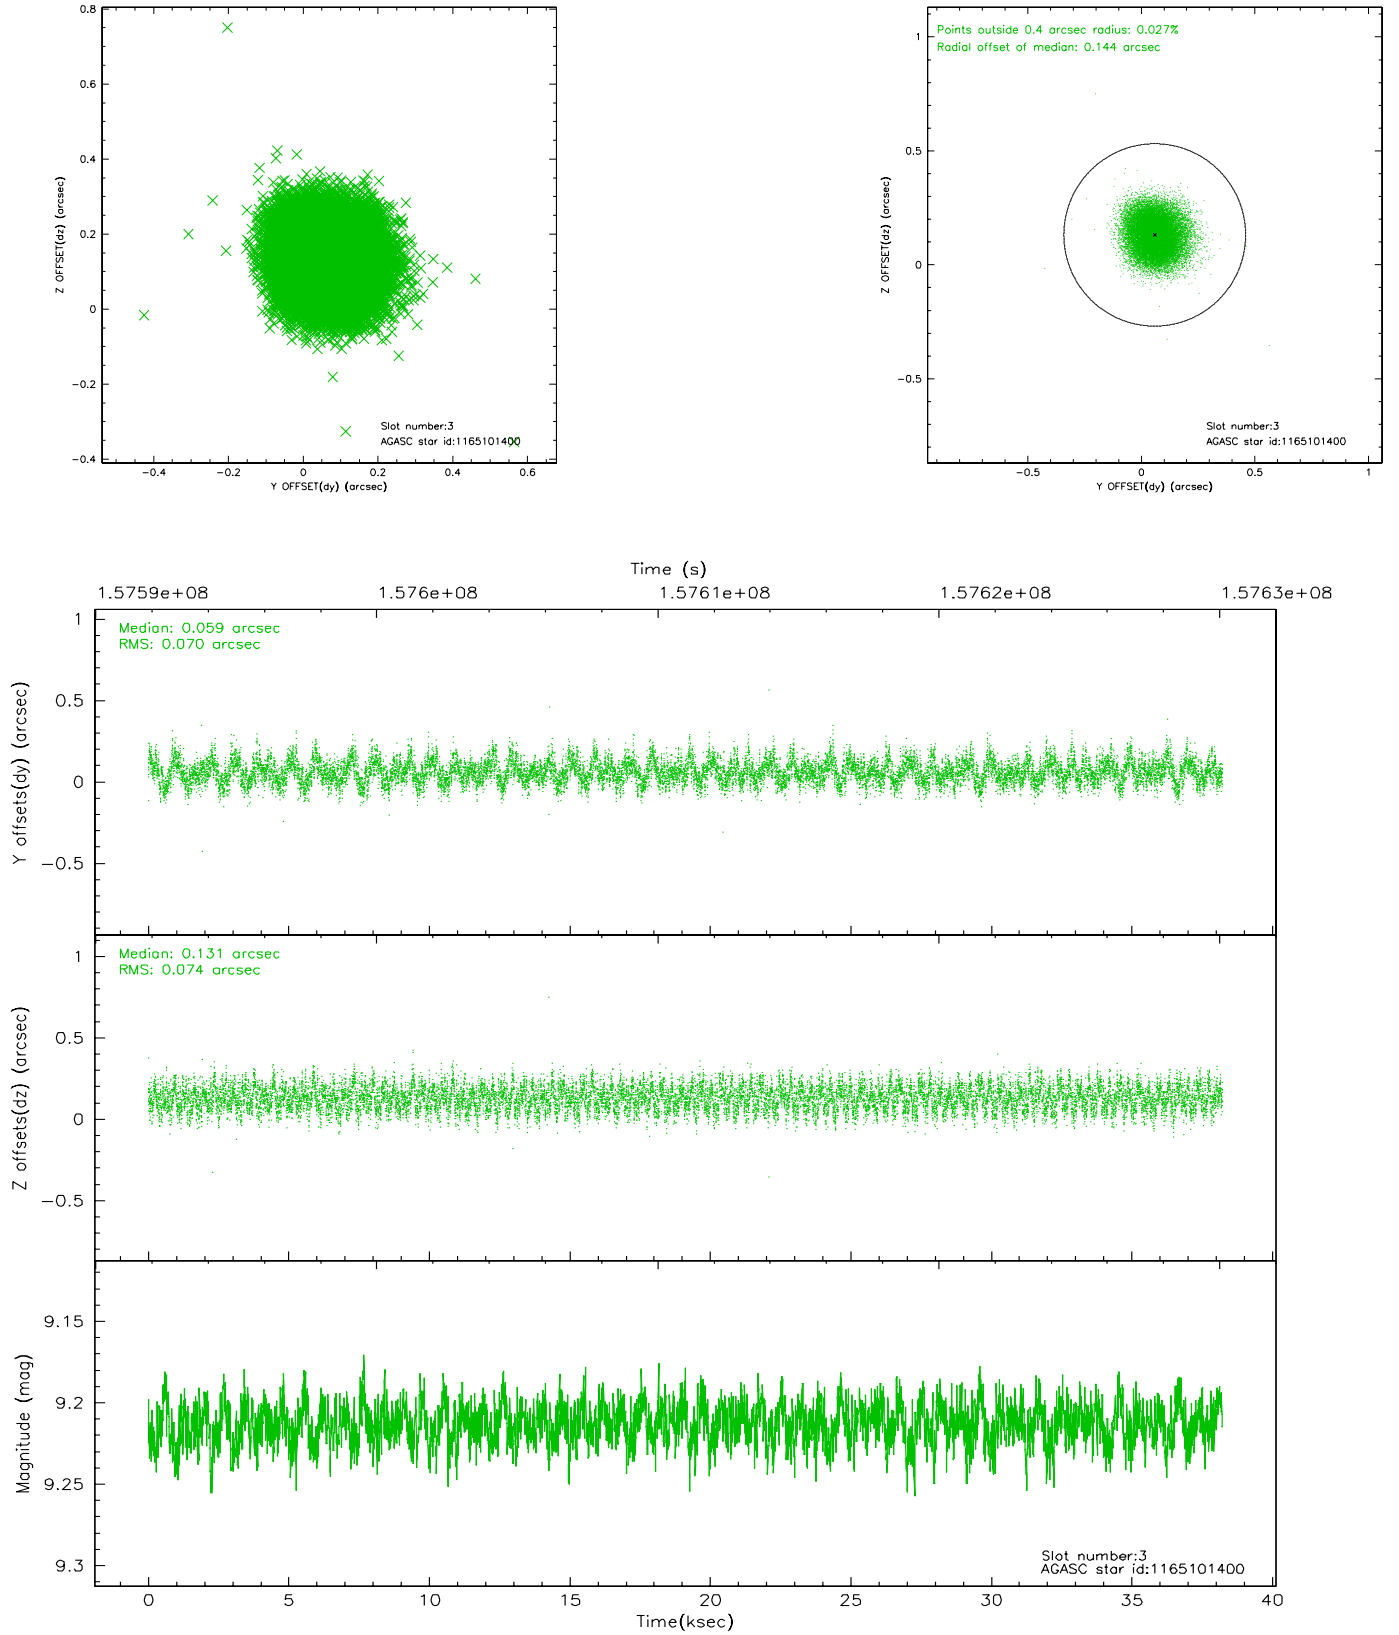 0.8
0.6
0.4
0.2
0
−0.2
−0.4
Z OFFSET(dz) (arcsec)
−0.4 −0.2 0 0.2 0.4 0.6
Y OFFSET(dy) (arcsec)
Slot number:3
AGASC star id:1165101400
Points outside 0.4 arcsec radius: 0.027%
Radial offset of median: 0.144 arcsec
1
0.5
0
−0.5
Z OFFSET(dz) (arcsec)
−0.5 0 0.5 1
Y OFFSET(dy) (arcsec)
Slot number:3
AGASC star id:1165101400
Time (s)
1.5759e+08 1.576e+08 1.5761e+08 1.5762e+08 1.5763e+08
Median: 0.059 arcsec
RMS: 0.070 arcsec
1
0.5
0
−0.5
Y offsets(dy) (arcsec)
Median: 0.131 arcsec
RMS: 0.074 arcsec
1
0.5
0
−0.5
Z offsets(dz) (arcsec)
9.15
9.2
9.25
9.3
Magnitude (mag)
Slot number:3
AGASC star id:1165101400
0 5 10 15 20 25 30 35 40
Time(ksec)